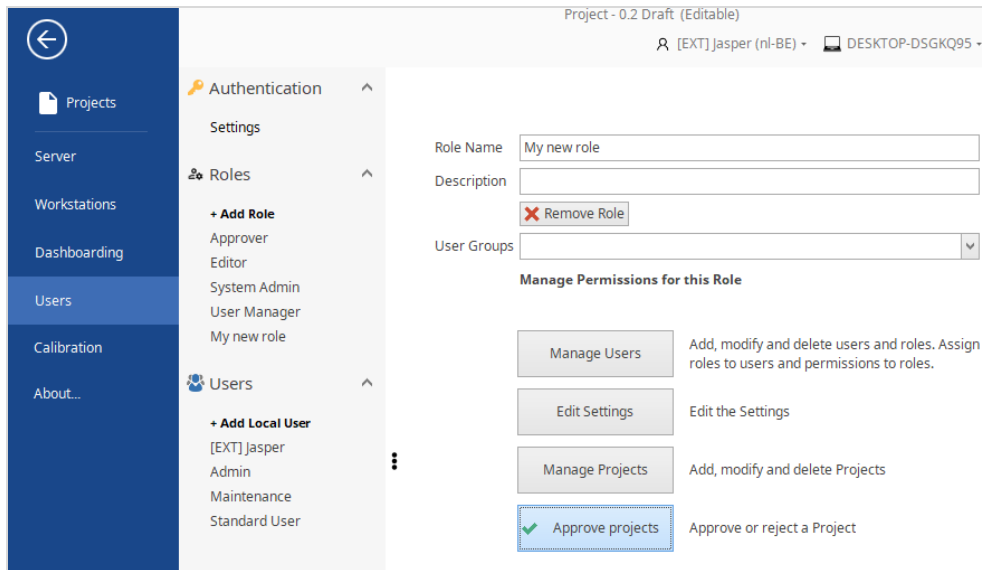 Project - 0.2 Draft (Editable)
[EXT] Jasper (nl-BE)
DESKTOP-DSGKQ95
Projects
Server
Workstations
Dashboarding
Users
Calibration
About...
Authentication
Settings
Roles
+ Add Role
Approver
Editor
System Admin
User Manager
My new role
Users
+ Add Local User
[EXT] Jasper
Admin
Maintenance
Standard User
Role Name My new role
Description
Remove Role
User Groups
Manage Permissions for this Role
Manage Users
Add, modify and delete users and roles. Assign
roles to users and permissions to roles.
Edit Settings Edit the Settings
Manage Projects Add, modify and delete Projects
Approve projects Approve or reject a Project